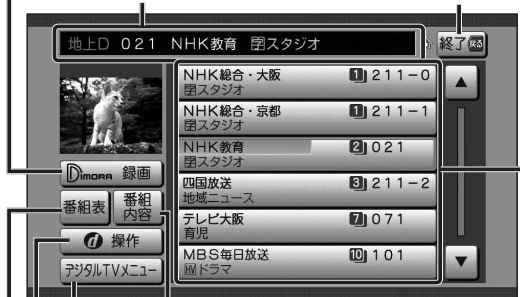 地上D 021 NHK教育 字スタジオ
終了 戻る
NHK総合・大阪 1 211-0
字スタジオ
NHK総合・京都 1 211-1
字スタジオ
NHK教育 2 021
字スタジオ
四国放送 3 211-2
地域ニュース
テレビ大阪 7 071
育児
MBS毎日放送 10 101
HVドラマ
DiMORA 録画
番組表
番組内容
d 操作
デジタルTVメニュー